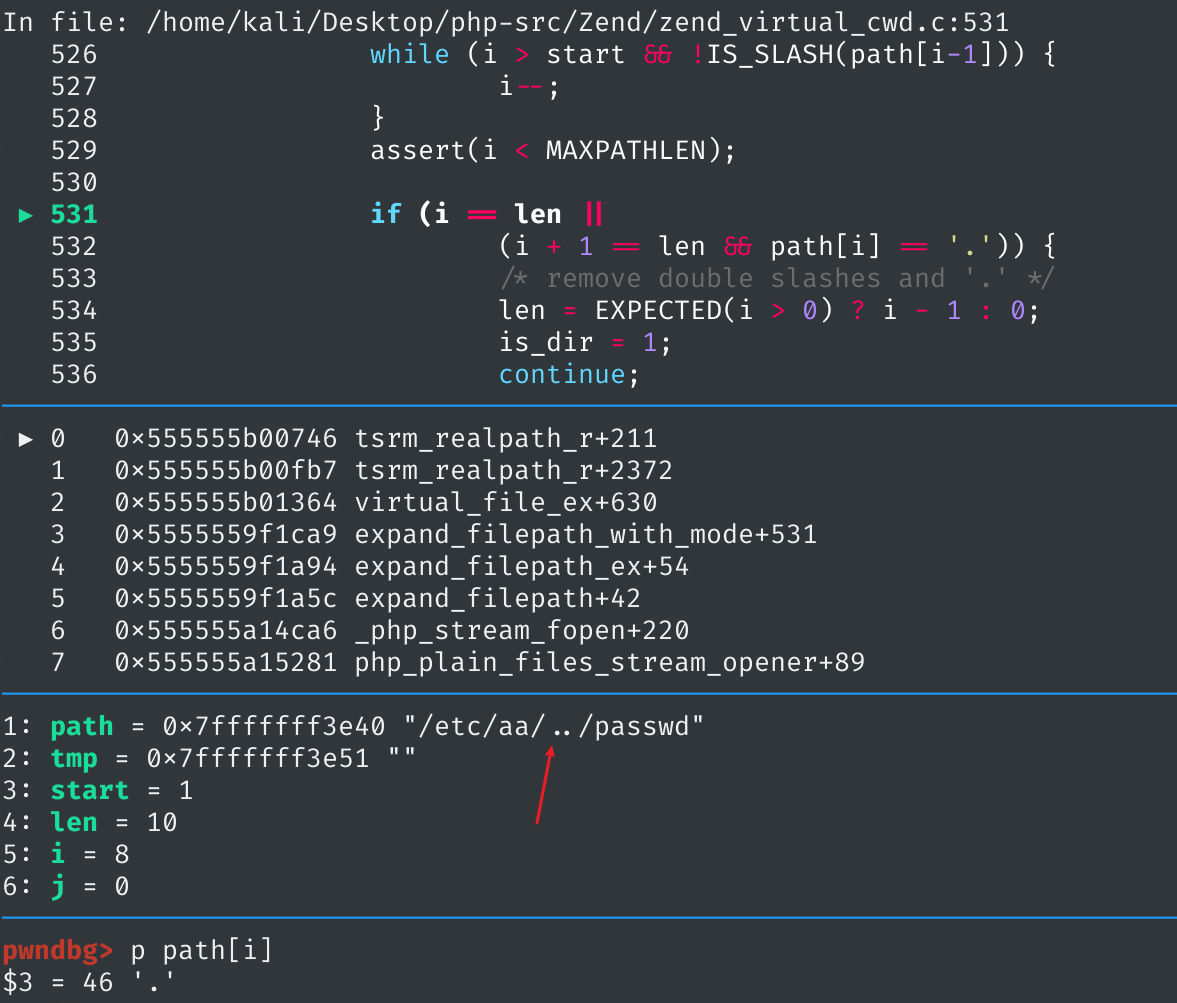 In file: /home/kali/Desktop/php-src/Zend/zend_virtual_cwd.c:531
526 while (i > start && !IS_SLASH(path[i-1])) {
527 i--;
528 }
529 assert(i < MAXPATHLEN);
530
► 531 if (i == len ||
532 (i + 1 == len && path[i] == '.')) {
533 /* remove double slashes and '.' */
534 len = EXPECTED(i > 0) ? i - 1 : 0;
535 is_dir = 1;
536 continue;
► 0 0x555555b00746 tsrm_realpath_r+211
1 0x555555b00fb7 tsrm_realpath_r+2372
2 0x555555b01364 virtual_file_ex+630
3 0x5555559f1ca9 expand_filepath_with_mode+531
4 0x5555559f1a94 expand_filepath_ex+54
5 0x5555559f1a5c expand_filepath+42
6 0x555555a14ca6 _php_stream_fopen+220
7 0x555555a15281 php_plain_files_stream_opener+89
1: path = 0x7fffffff3e40 "/etc/aa/../passwd"
2: tmp = 0x7fffffff3e51 ""
3: start = 1
4: len = 10
5: i = 8
6: j = 0
pwndbg> p path[i]
$3 = 46 '.'